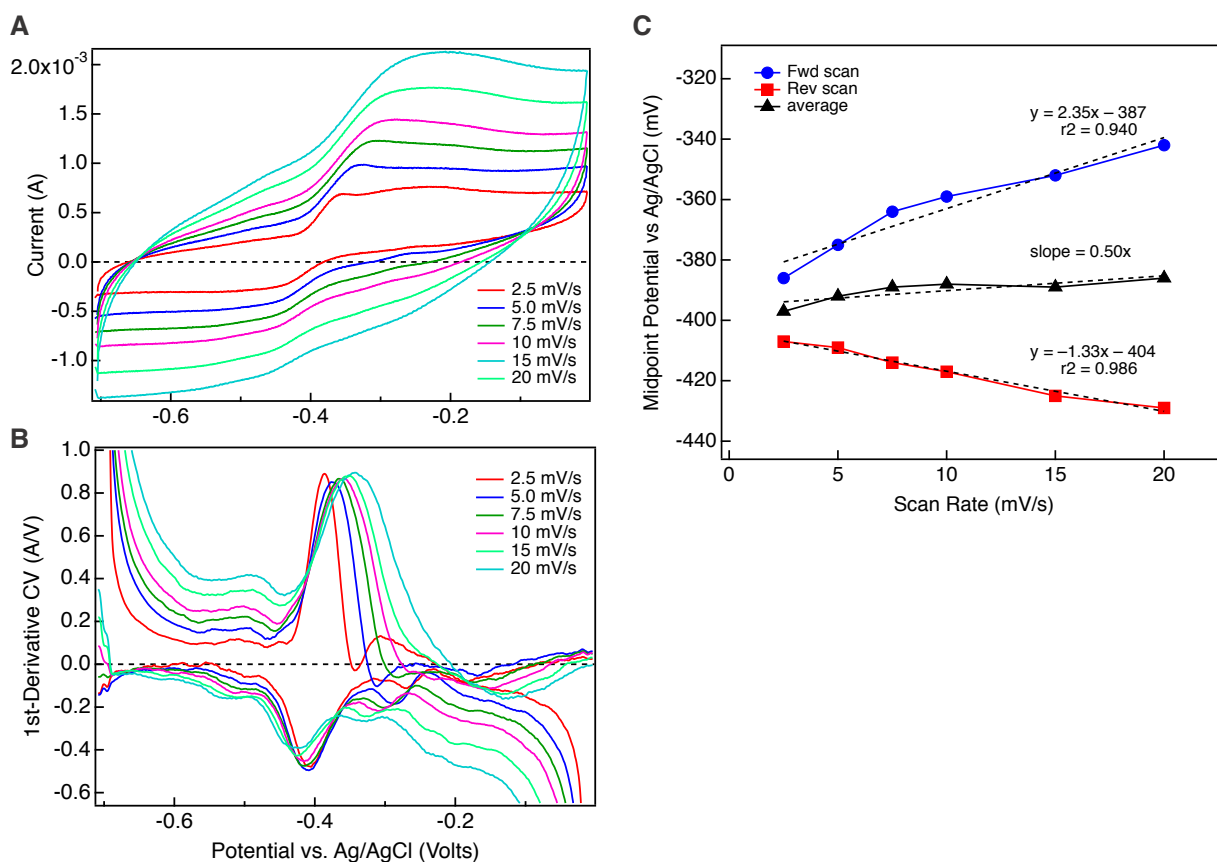 A
Current (A)
2.0x10⁻³
1.5
1.0
0.5
0.0
-0.5
-1.0
-0.6
-0.4
-0.2
2.5 mV/s
5.0 mV/s
7.5 mV/s
10 mV/s
15 mV/s
20 mV/s
B
1st-Derivative CV (A/V)
1.0
0.8
0.6
0.4
0.2
0.0
-0.2
-0.4
-0.6
2.5 mV/s
5.0 mV/s
7.5 mV/s
10 mV/s
15 mV/s
20 mV/s
-0.6
-0.4
-0.2
Potential vs. Ag/AgCl (Volts)
C
Midpoint Potential vs Ag/AgCl (mV)
-320
-340
-360
-380
-400
-420
-440
Fwd scan
Rev scan
average
y = 2.35x – 387
r2 = 0.940
slope = 0.50x
y = –1.33x – 404
r2 = 0.986
0
5
10
15
20
Scan Rate (mV/s)